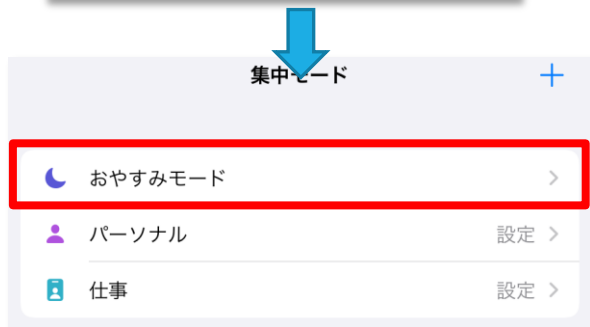 集中モード
おやすみモード
パーソナル 設定
仕事 設定